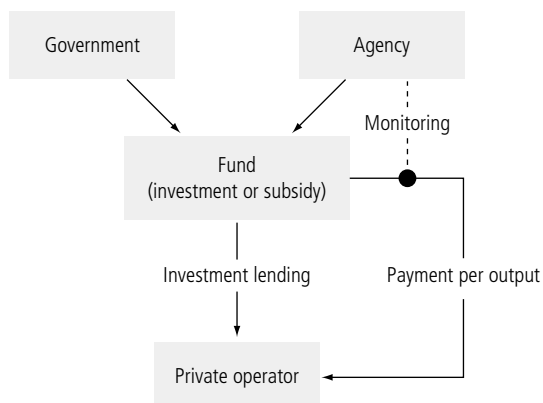 Government
Agency
Monitoring
Fund
(investment or subsidy)
Investment lending
Payment per output
Private operator